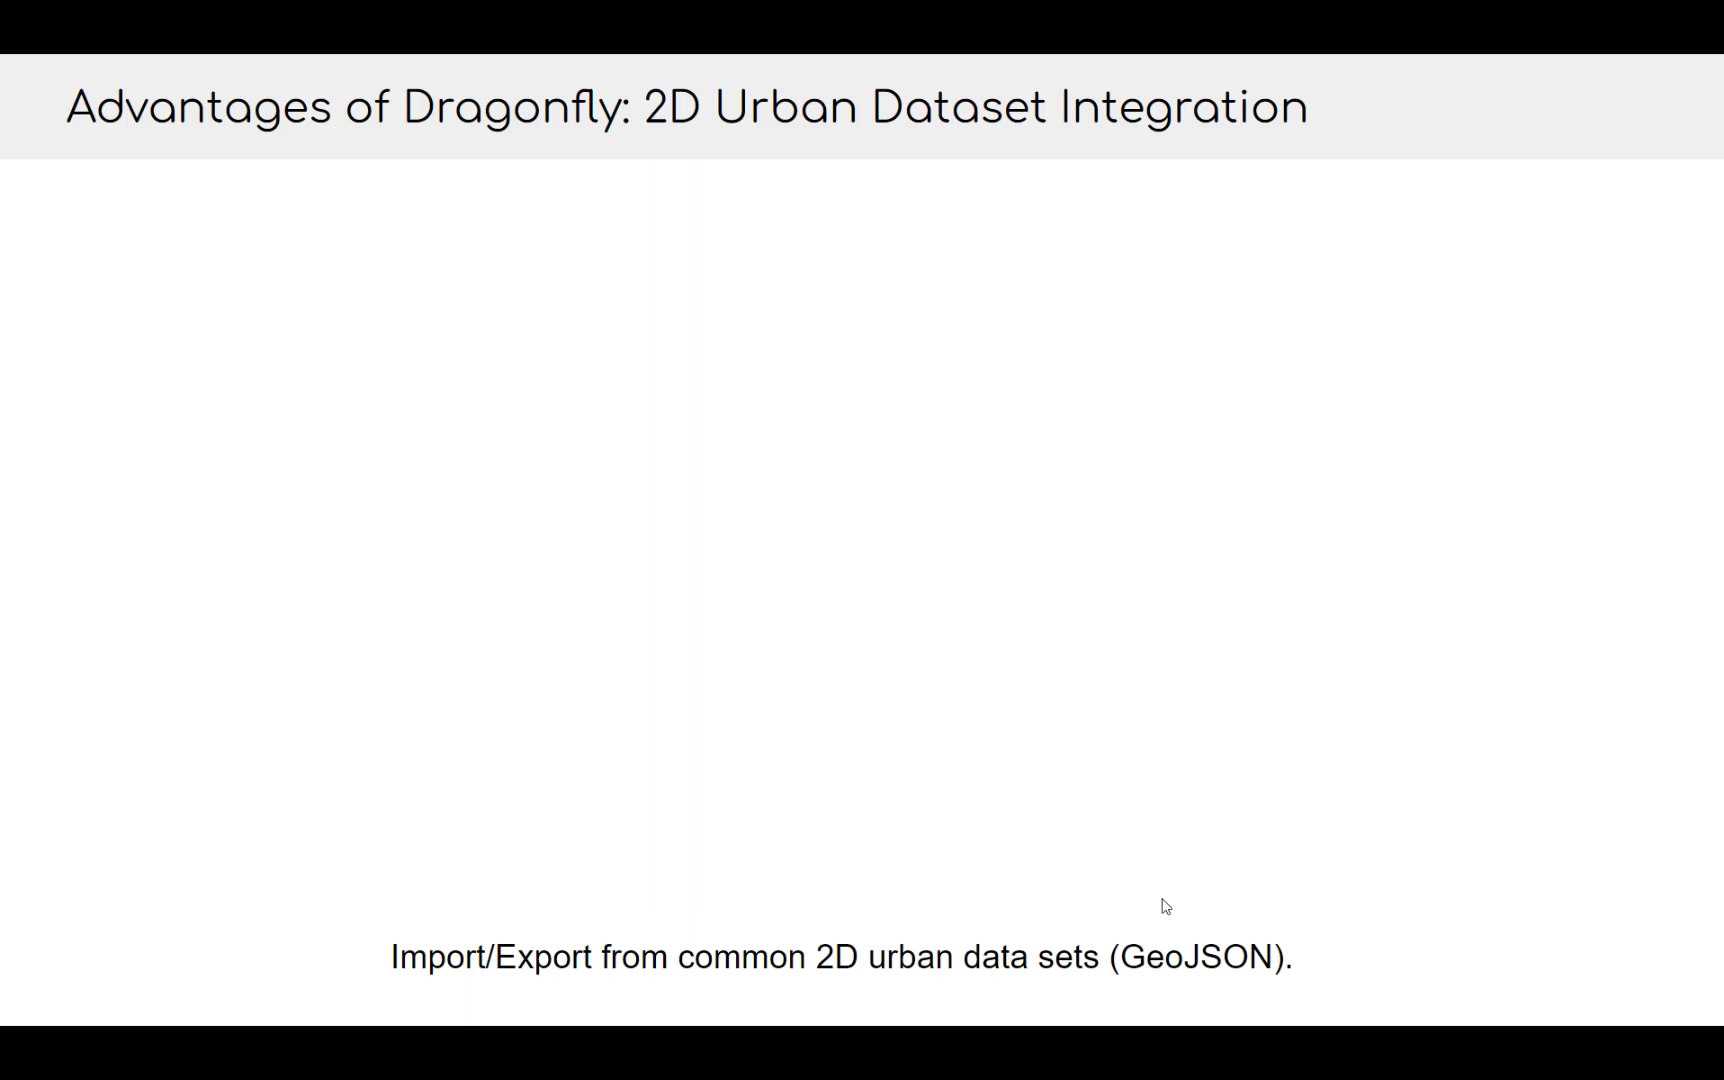 Advantages of Dragonfly: 2D Urban Dataset Integration
Import/Export from common 2D urban data sets (GeoJSON).